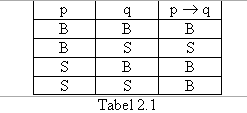 p q p → q
B B B
B S S
S B B
S S B
Tabel 2.1